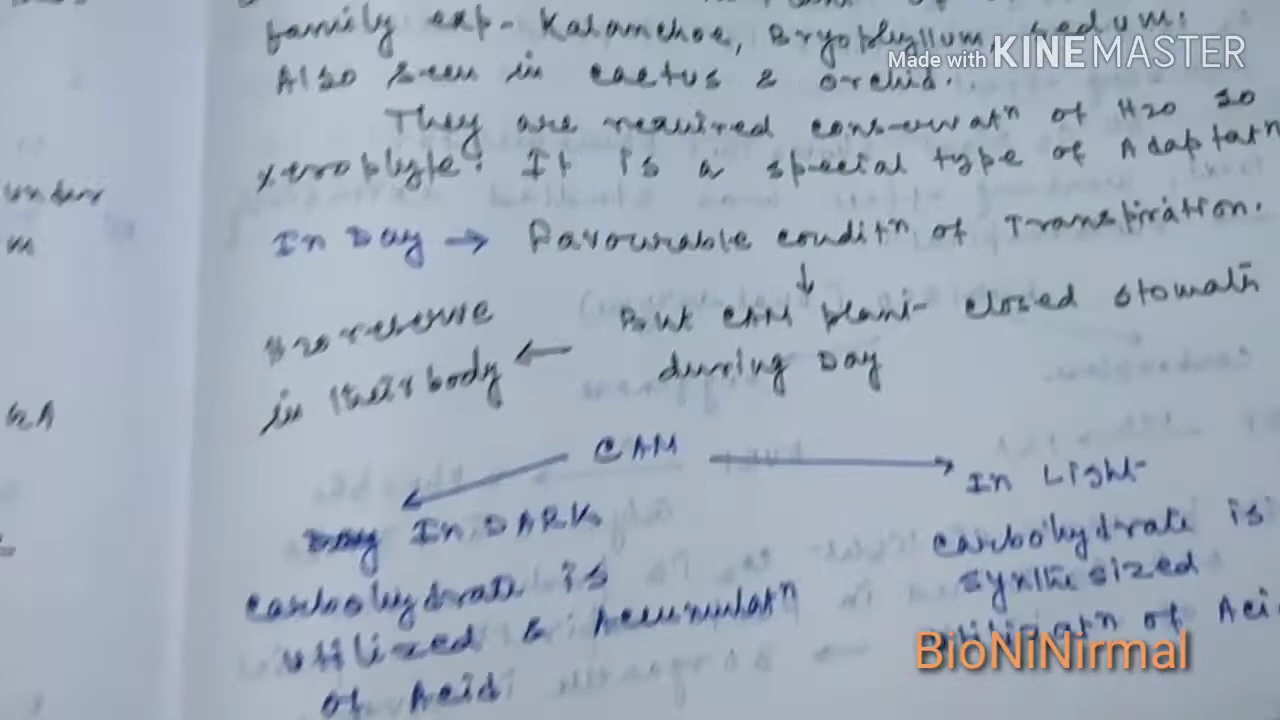 family exp- Kalanchoe, Bryophyllum, Sedum.
Made with KINEMASTER
Also seen in cactus & orchid.
They are required conservatn of H2O so
xerophyte. It is a special type of Adaptatn
In Day → Favourable conditn of Transpiration.
↓
But CAM plant closed stomata
during Day
←
H2O reserve
in their body
CAM
In DARK
carbohydrate is
utilized & Accumulatn
of Acid
In Light
carbohydrate is
synthesized
of Aci
BioNiNirmal